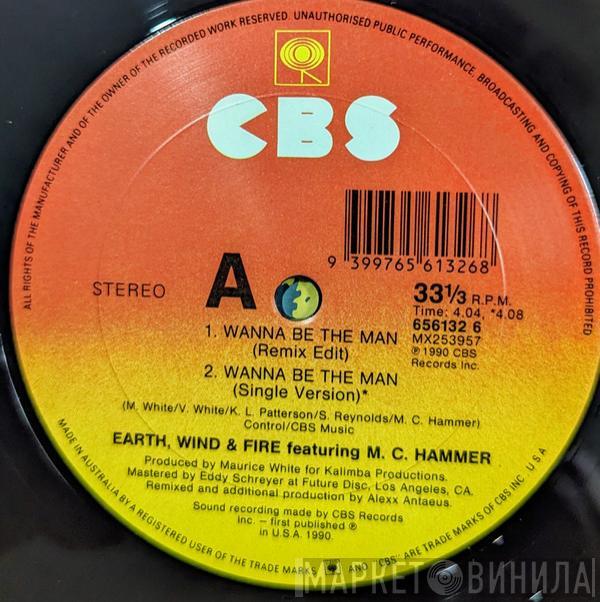 ALL RIGHTS OF THE MANUFACTURER AND OF THE OWNER OF THE RECORDED WORK RESERVED. UNAUTHORISED PUBLIC PERFORMANCE, BROADCASTING AND COPYING OF THIS RECORD PROHIBITED
CBS
9 399765 613268
STEREO
A
33⅓ R.P.M.
Time: 4.04, *4.08
656132 6
MX253957
℗ 1990 CBS
Records Inc.
1. WANNA BE THE MAN
(Remix Edit)
2. WANNA BE THE MAN
(Single Version)*
(M. White/V. White/K. L. Patterson/S. Reynolds/M. C. Hammer)
Control/CBS Music
EARTH, WIND & FIRE featuring M. C. HAMMER
Produced by Maurice White for Kalimba Productions.
Mastered by Eddy Schreyer at Future Disc, Los Angeles, CA.
Remixed and additional production by Alexx Antaeus.
Sound recording made by CBS Records
Inc. – first published ℗
in U.S.A. 1990.
MADE IN AUSTRALIA BY A REGISTERED USER OF THE TRADE MARKS AND "CBS" ARE TRADE MARKS OF CBS INC. U S A
МАРКЕТ ВИНИЛА